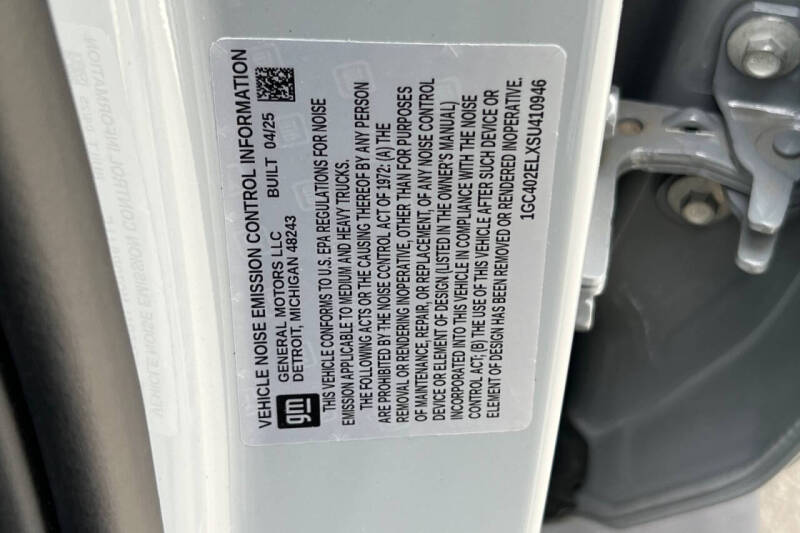 VEHICLE NOISE EMISSION CONTROL INFORMATION
gm
GENERAL MOTORS LLC
DETROIT, MICHIGAN 48243
BUILT 04/25
THIS VEHICLE CONFORMS TO U.S. EPA REGULATIONS FOR NOISE
EMISSION APPLICABLE TO MEDIUM AND HEAVY TRUCKS.
THE FOLLOWING ACTS OR THE CAUSING THEREOF BY ANY PERSON
ARE PROHIBITED BY THE NOISE CONTROL ACT OF 1972: (A) THE
REMOVAL OR RENDERING INOPERATIVE, OTHER THAN FOR PURPOSES
OF MAINTENANCE, REPAIR, OR REPLACEMENT, OF ANY NOISE CONTROL
DEVICE OR ELEMENT OF DESIGN (LISTED IN THE OWNER'S MANUAL)
INCORPORATED INTO THIS VEHICLE IN COMPLIANCE WITH THE NOISE
CONTROL ACT; (B) THE USE OF THIS VEHICLE AFTER SUCH DEVICE OR
ELEMENT OF DESIGN HAS BEEN REMOVED OR RENDERED INOPERATIVE.
1GC402ELXSU410946